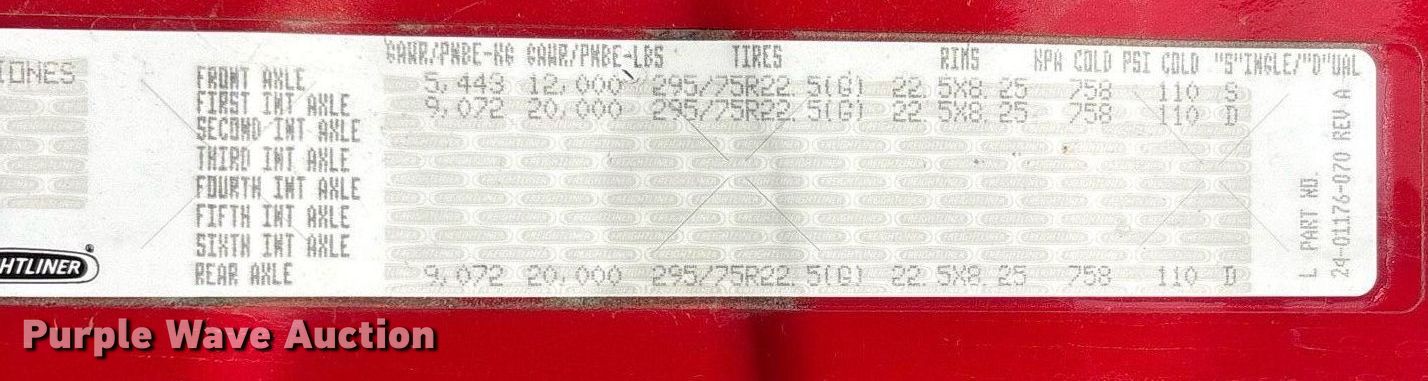 IONES
GAWR/PNBE-KG GAWR/PNBE-LBS TIRES RIMS KPA COLD PSI COLD "S"INGLE/"D"UAL
FRONT AXLE 5,443 12,000 295/75R22.5(G) 22.5X8.25 758 110 S
FIRST INT AXLE 9,072 20,000 295/75R22.5(G) 22.5X8.25 758 110 D
SECOND INT AXLE
THIRD INT AXLE
FOURTH INT AXLE
FIFTH INT AXLE
SIXTH INT AXLE
REAR AXLE 9,072 20,000 295/75R22.5(G) 22.5X8.25 758 110 D
HTLINER®
L PART NO.
24-01176-070 REV A
Purple Wave Auction